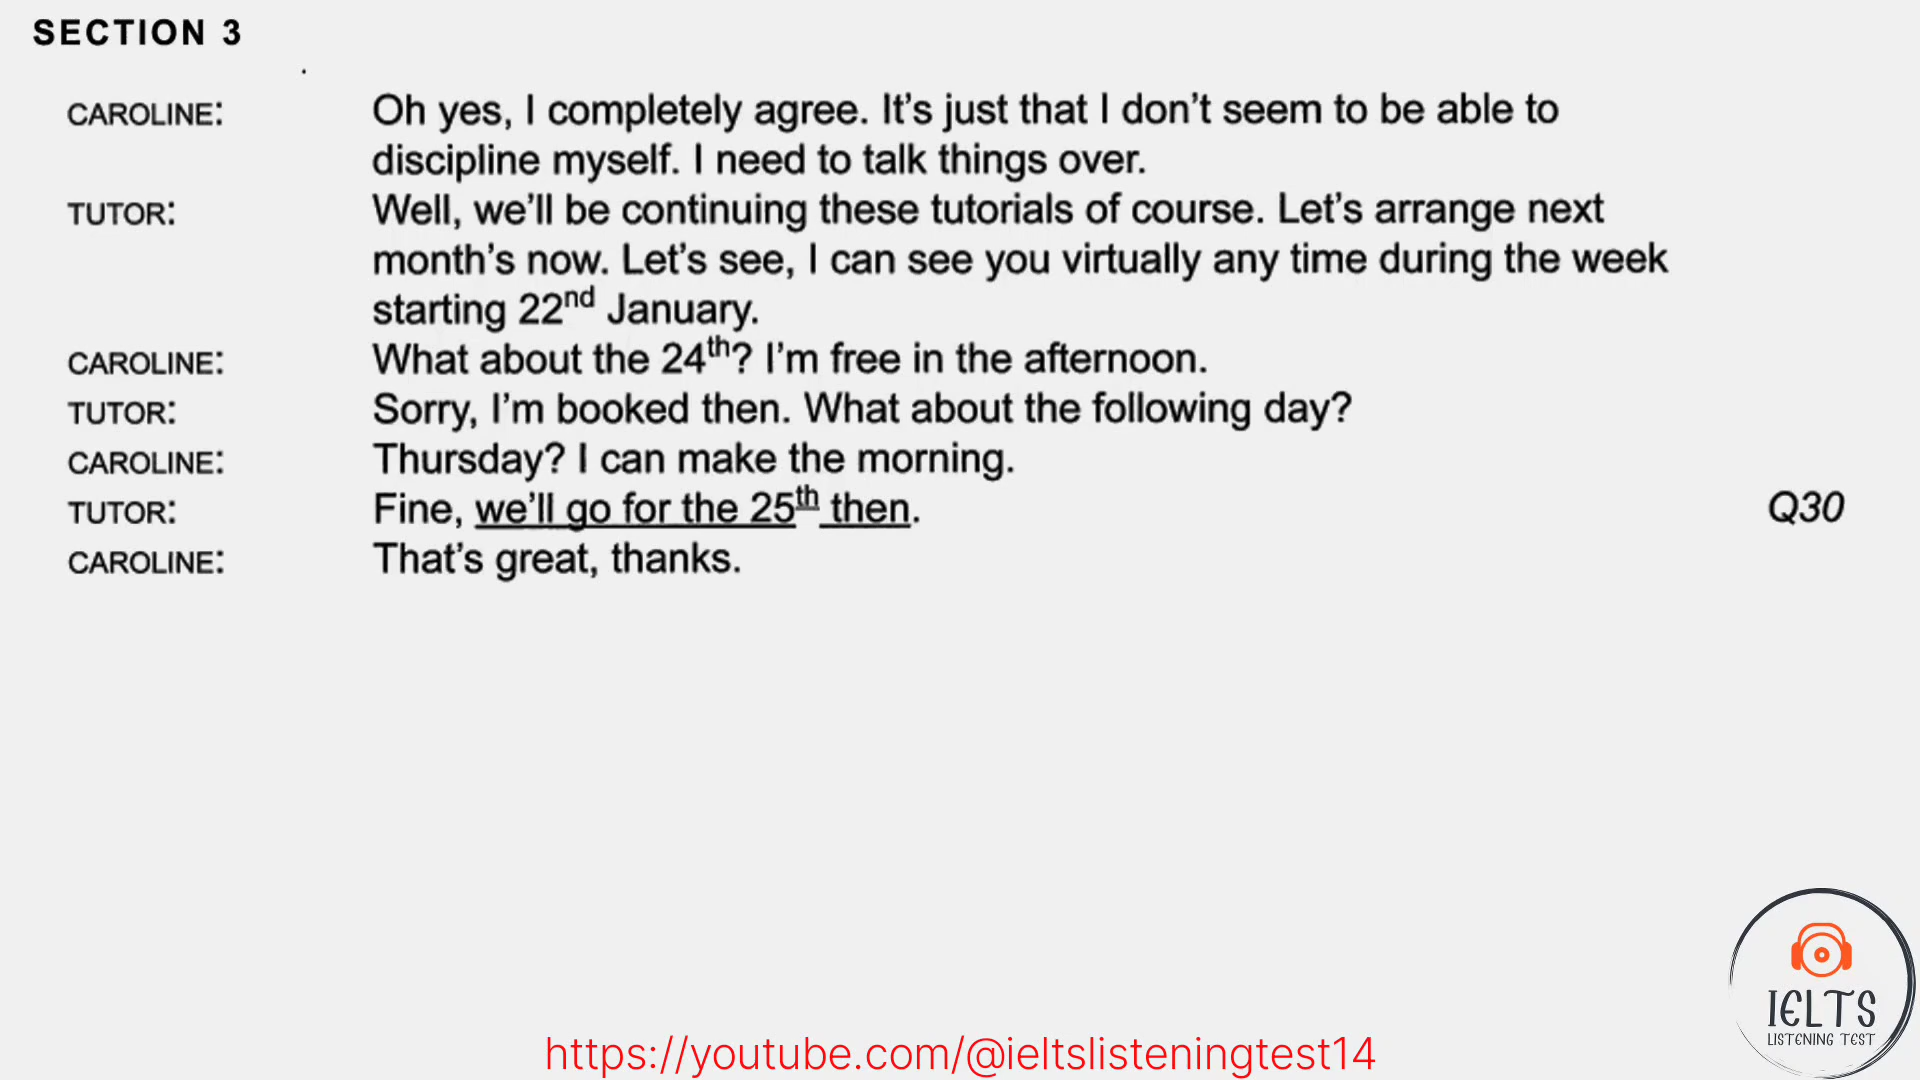 SECTION 3
CAROLINE: Oh yes, I completely agree. It's just that I don't seem to be able to
discipline myself. I need to talk things over.
TUTOR: Well, we'll be continuing these tutorials of course. Let's arrange next
month's now. Let's see, I can see you virtually any time during the week
starting 22nd January.
CAROLINE: What about the 24th? I'm free in the afternoon.
TUTOR: Sorry, I'm booked then. What about the following day?
CAROLINE: Thursday? I can make the morning.
TUTOR: Fine, we'll go for the 25th then. Q30
CAROLINE: That's great, thanks.
IELTS
LISTENING TEST
https://youtube.com/@ieltslisteningtest14